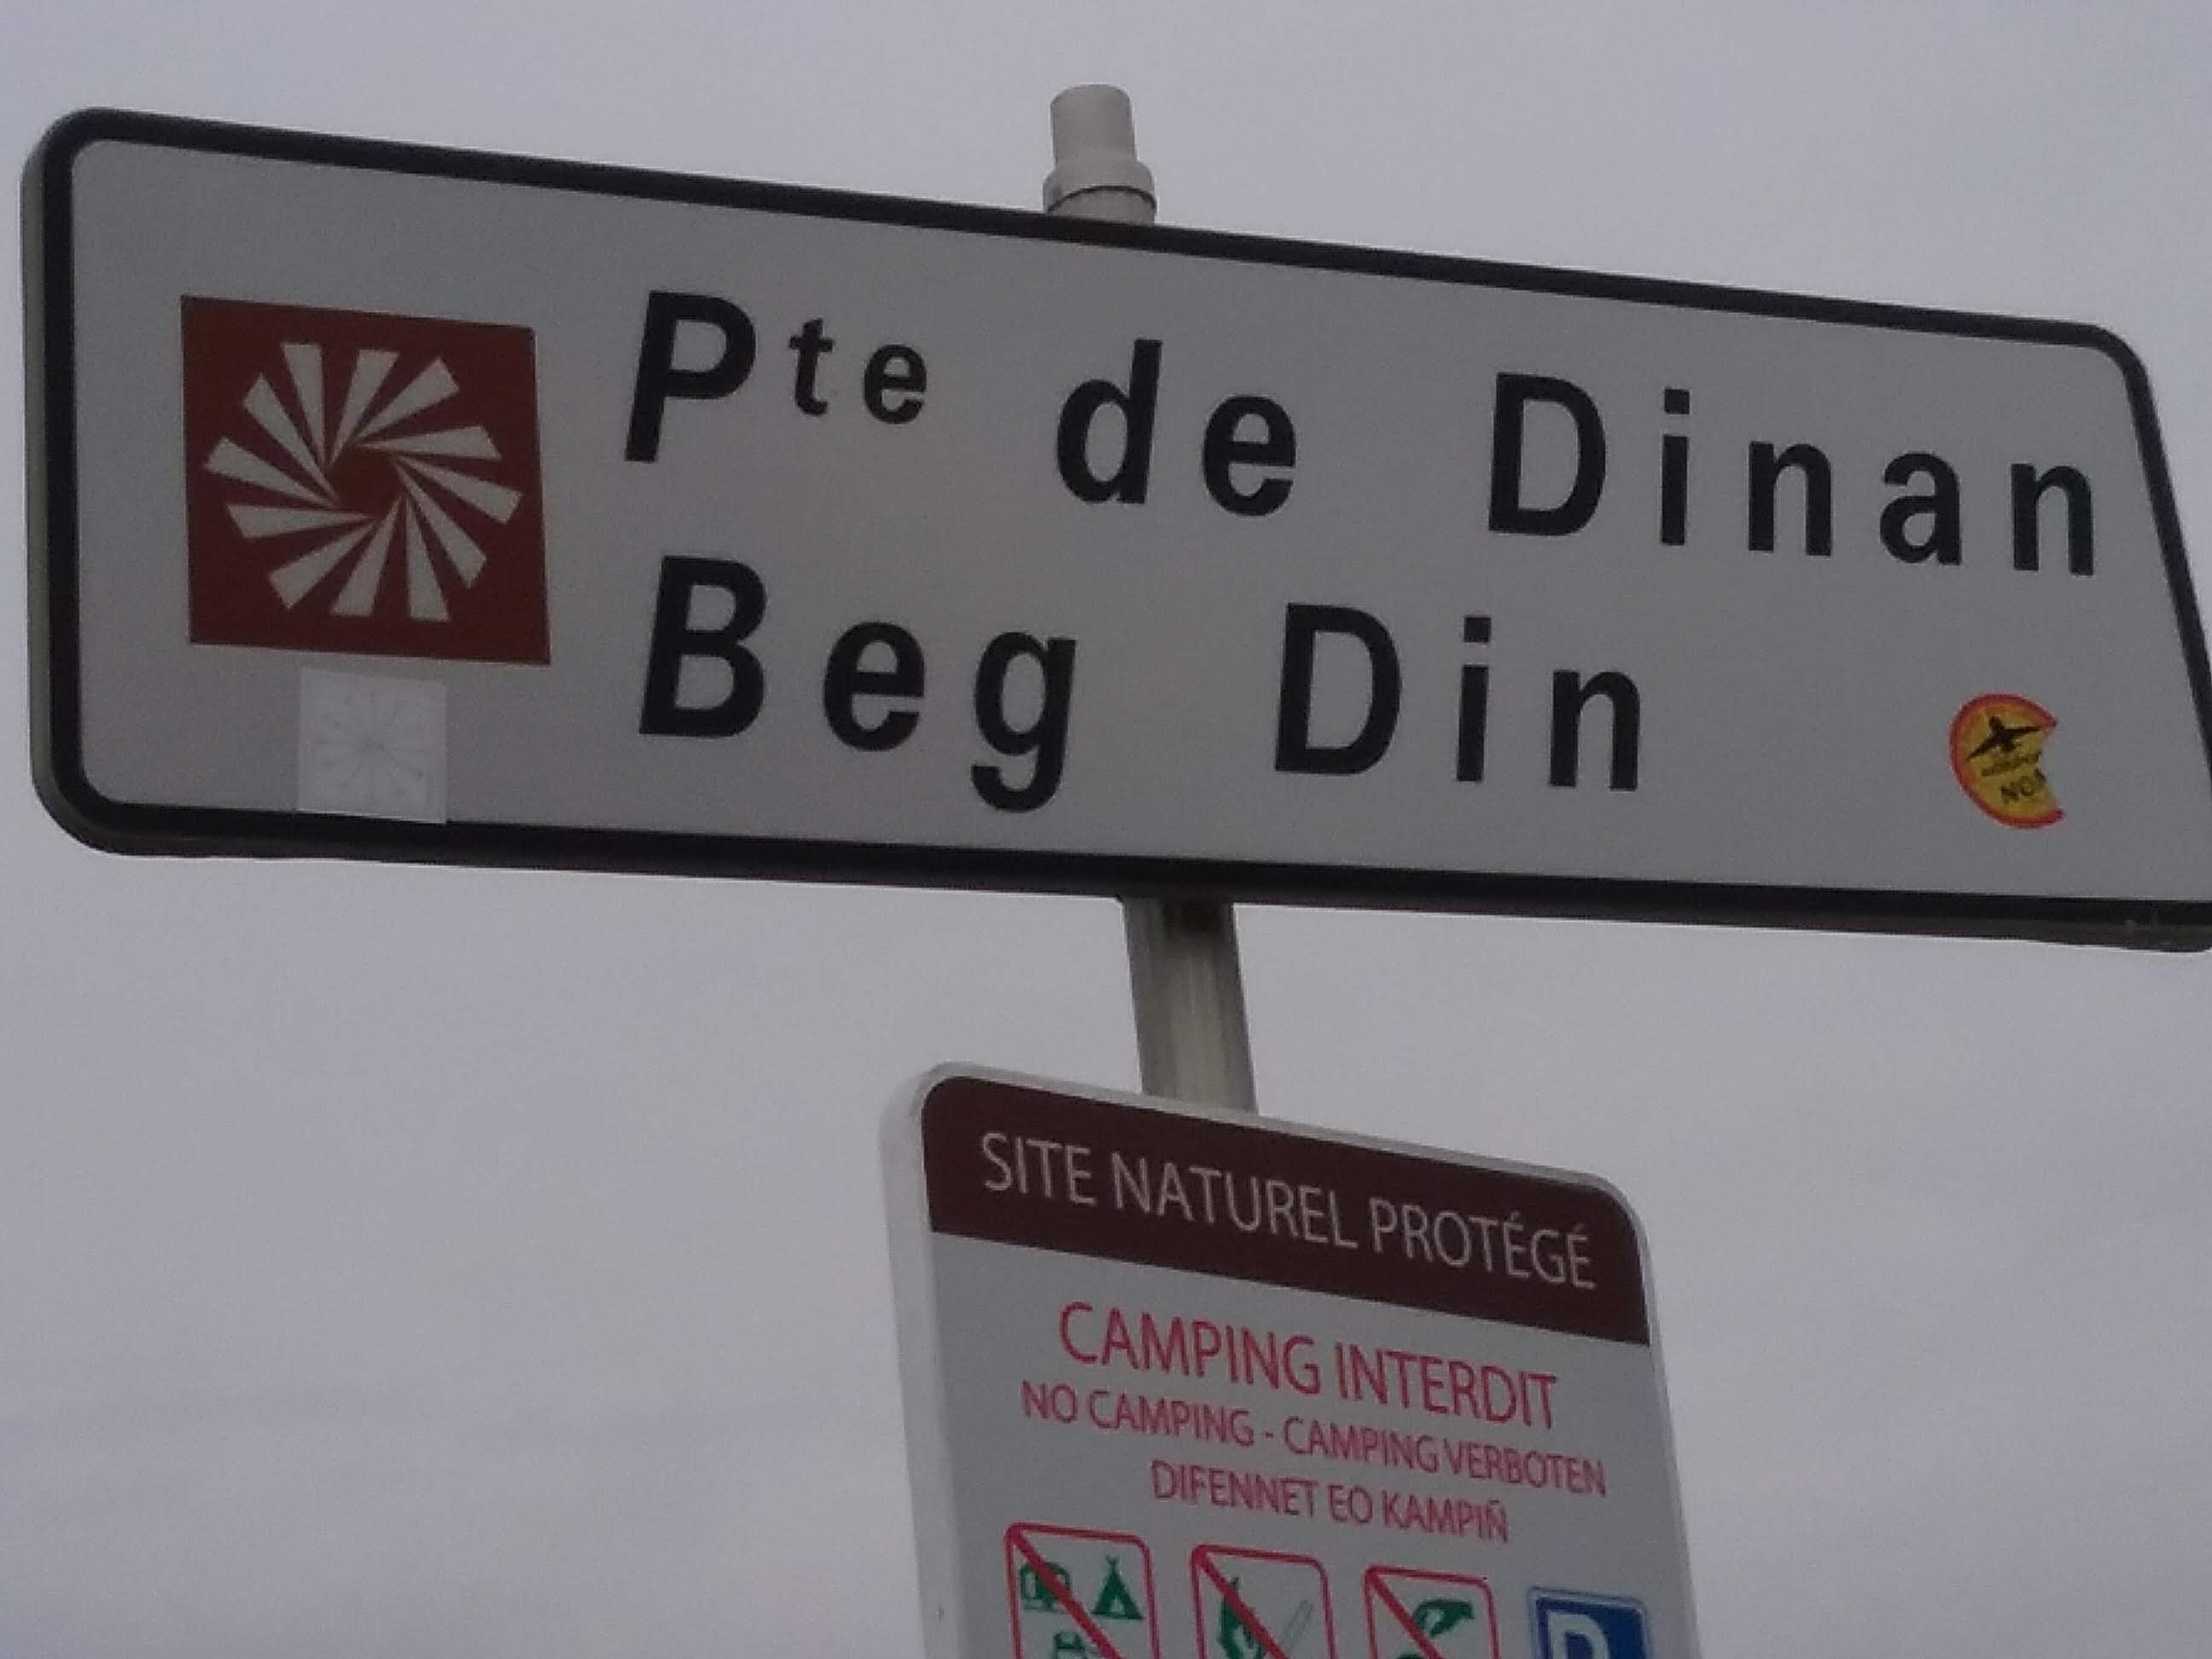 Pte de Dinan
Beg Din
SITE NATUREL PROTÉGÉ
CAMPING INTERDIT
NO CAMPING - CAMPING VERBOTEN
DIFENNET EO KAMPIÑ
P